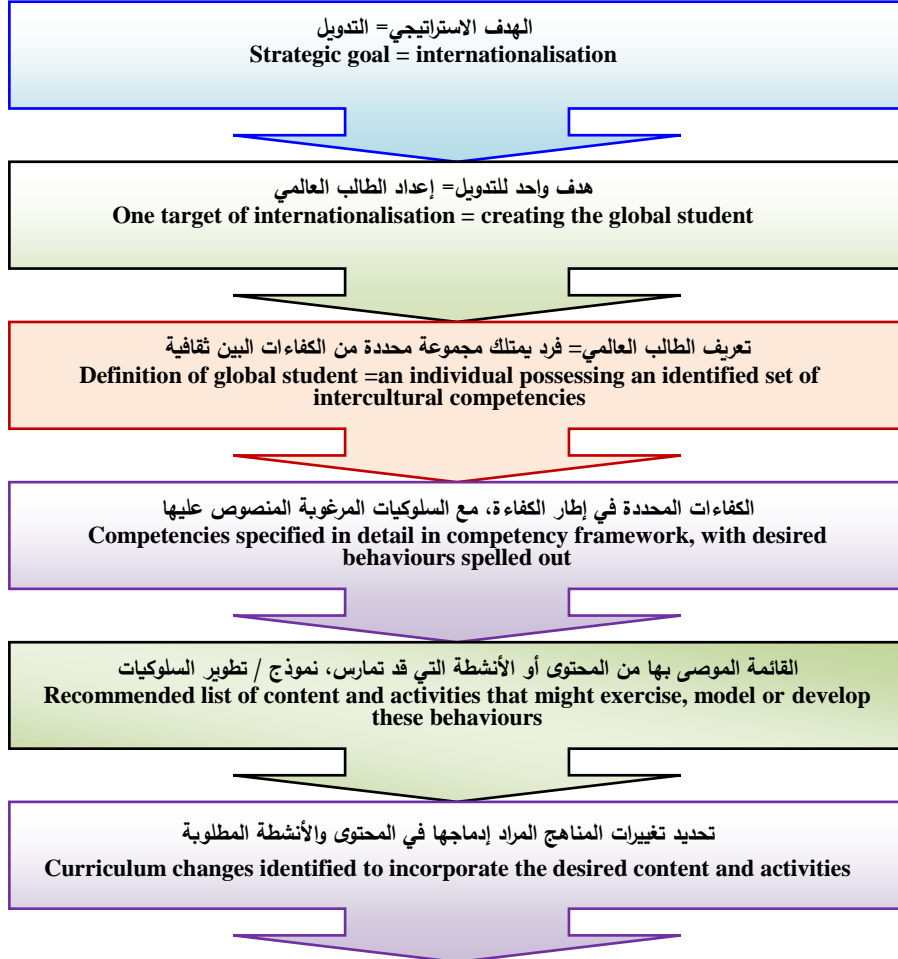 الهدف الاستراتيجي= التدويل
Strategic goal = internationalisation
هدف واحد للتدويل= إعداد الطالب العالمي
One target of internationalisation = creating the global student
تعريف الطالب العالمي= فرد يمتلك مجموعة محددة من الكفاءات البين ثقافية
Definition of global student =an individual possessing an identified set of
intercultural competencies
الكفاءات المحددة في إطار الكفاءة، مع السلوكيات المرغوبة المنصوص عليها
Competencies specified in detail in competency framework, with desired
behaviours spelled out
القائمة الموصى بها من المحتوى أو الأنشطة التي قد تمارس، نموذج / تطوير السلوكيات
Recommended list of content and activities that might exercise, model or develop
these behaviours
تحديد تغييرات المناهج المراد إدماجها في المحتوى والأنشطة المطلوبة
Curriculum changes identified to incorporate the desired content and activities